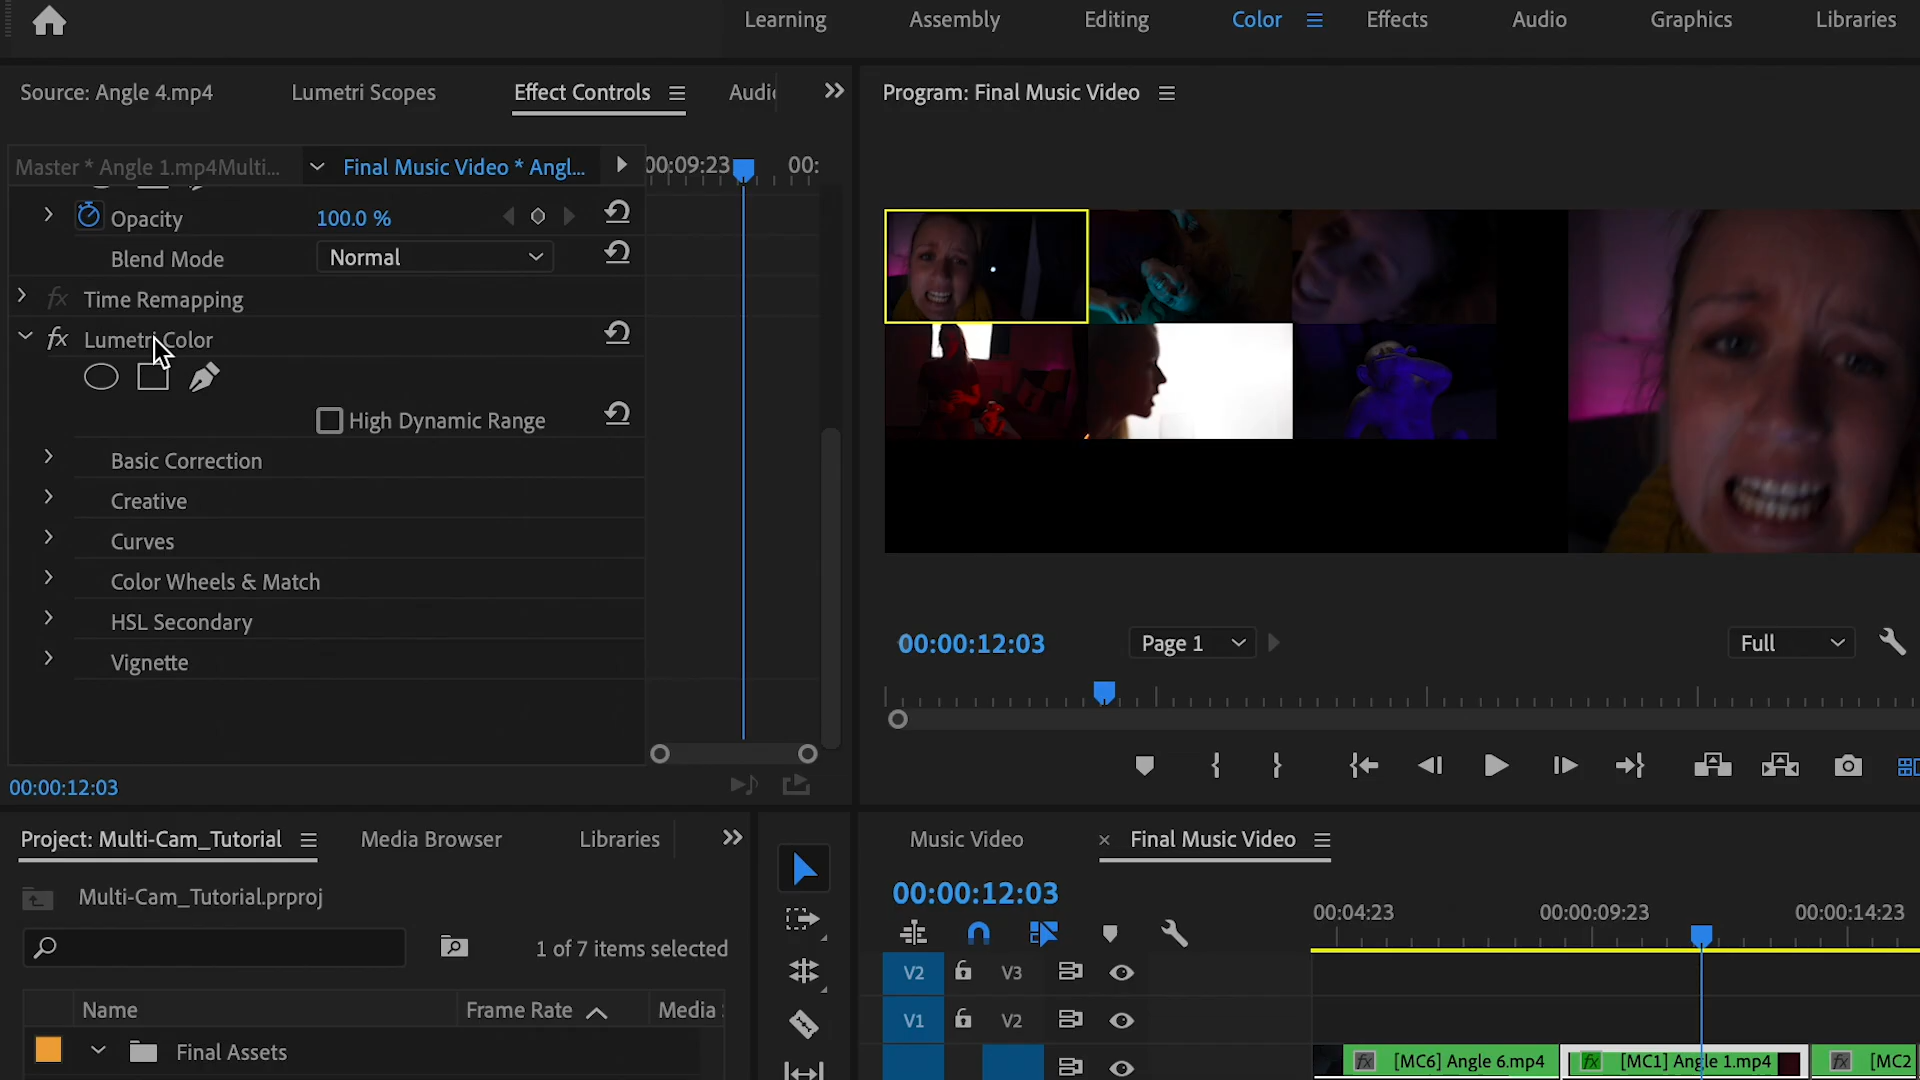 Learning Assembly Editing Color Effects Audio Graphics Libraries
Source: Angle 4.mp4 Lumetri Scopes Effect Controls Audi
Program: Final Music Video
Master * Angle 1.mp4Multi... Final Music Video * Angl... 00:09:23 00:
Opacity 100.0 %
Blend Mode Normal
fx Time Remapping
fx Lumetri Color
High Dynamic Range
Basic Correction
Creative
Curves
Color Wheels & Match
HSL Secondary
Vignette
00:00:12:03 Page 1 Full
00:00:12:03
Project: Multi-Cam_Tutorial Media Browser Libraries
Music Video × Final Music Video
Multi-Cam_Tutorial.prproj
00:00:12:03
00:04:23 00:00:09:23 00:00:14:23
1 of 7 items selected
V2 V3
Name Frame Rate Media
V1 V2
Final Assets
fx [MC6] Angle 6.mp4 fx [MC1] Angle 1.mp4 fx [MC2